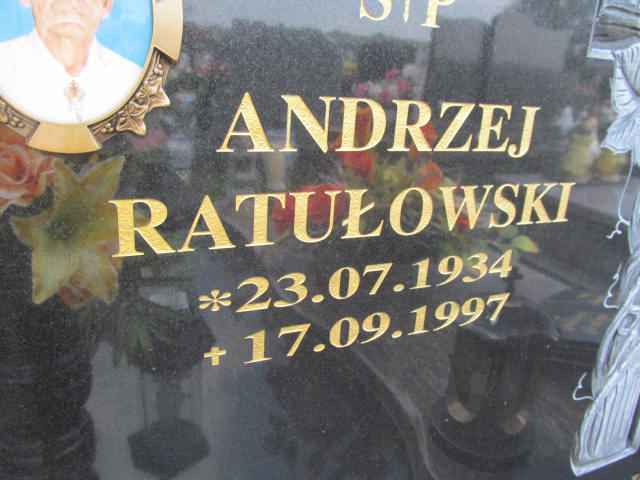 S†P
ANDRZEJ
RATUŁOWSKI
*23.07.1934
+17.09.1997